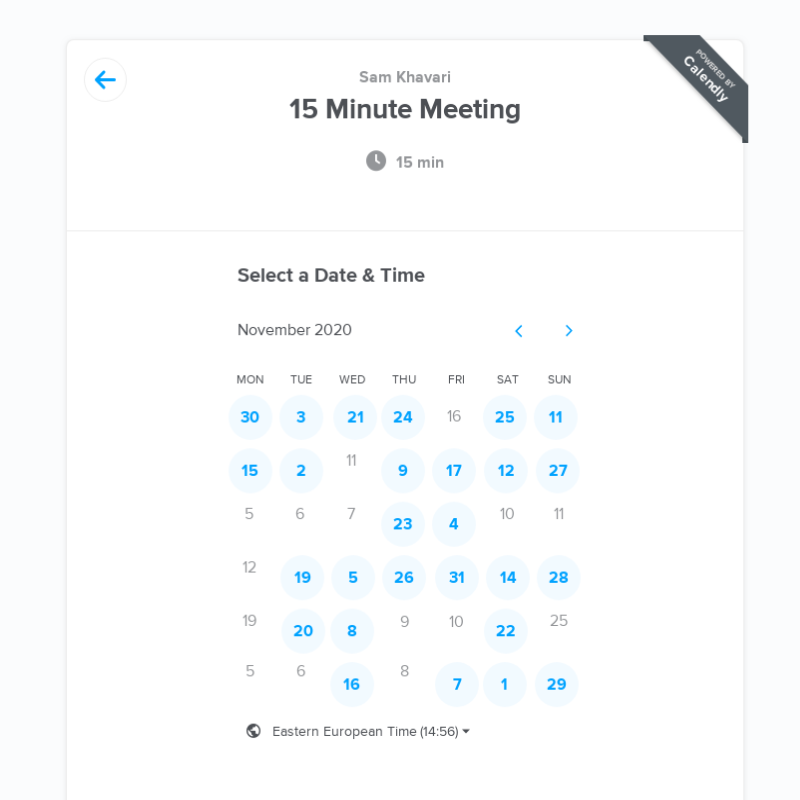 POWERED BY
Calendly
Sam Khavari
15 Minute Meeting
15 min
Select a Date & Time
November 2020
MON TUE WED THU FRI SAT SUN
30 3 21 24 16 25 11
15 2 11 9 17 12 27
5 6 7 23 4 10 11
12 19 5 26 31 14 28
19 20 8 9 10 22 25
5 6 16 8 7 1 29
Eastern European Time (14:56)